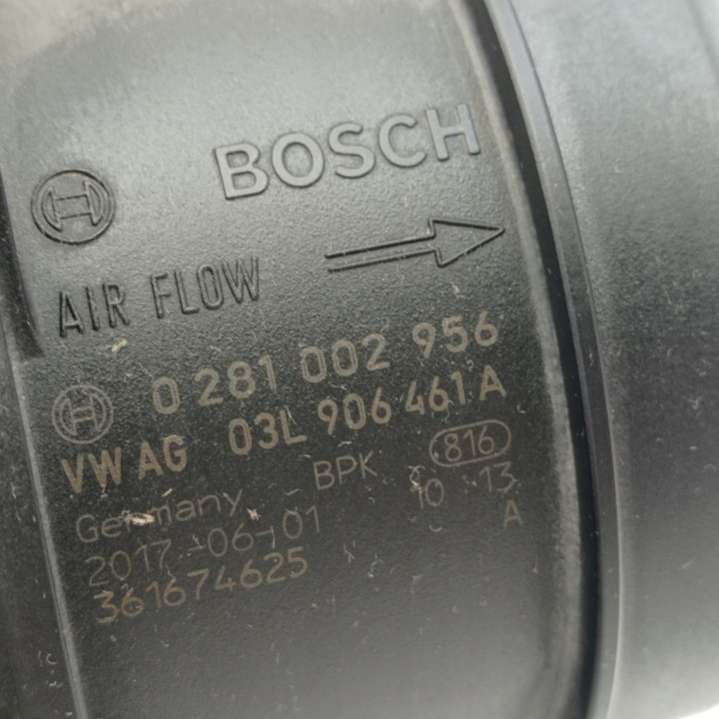 BOSCH
AIR FLOW
0 281 002 956
VW AG 03L 906 461 A
Germany BPK 816
2017-06-01 10 13
361674625 A